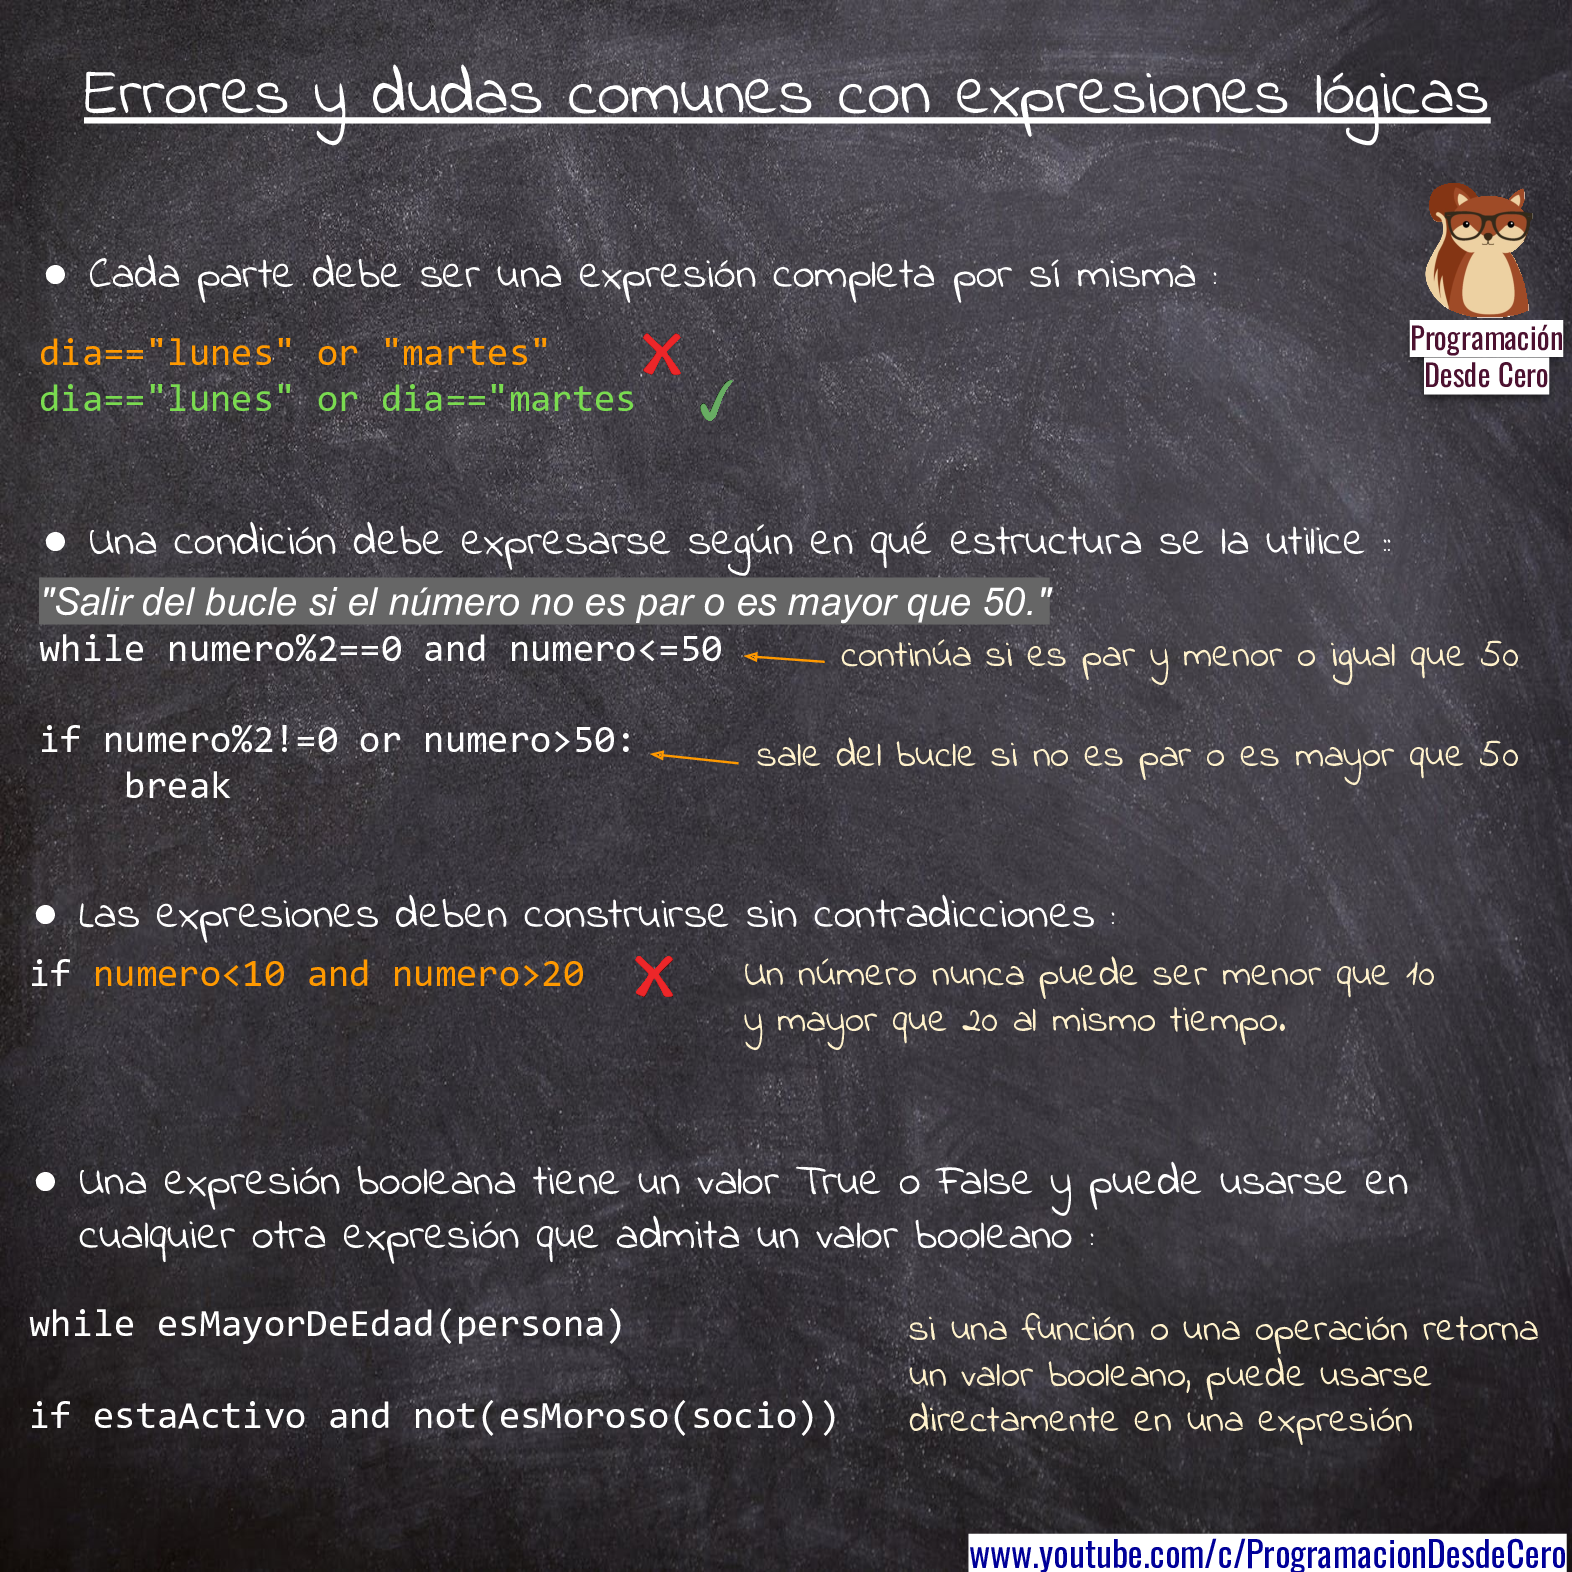 Errores y dudas comunes con expresiones lógicas
Programación
Desde Cero
● Cada parte debe ser una expresión completa por sí misma :
dia=="lunes" or "martes"
dia=="lunes" or dia=="martes
● Una condición debe expresarse según en qué estructura se la utilice ::
"Salir del bucle si el número no es par o es mayor que 50."
while numero%2==0 and numero<=50
continúa si es par y menor o igual que 50
if numero%2!=0 or numero>50:
sale del bucle si no es par o es mayor que 50
break
● Las expresiones deben construirse sin contradicciones :
if numero<10 and numero>20
Un número nunca puede ser menor que 10
y mayor que 20 al mismo tiempo.
● Una expresión booleana tiene un valor True o False y puede usarse en
cualquier otra expresión que admita un valor booleano :
while esMayorDeEdad(persona)
if estaActivo and not(esMoroso(socio))
si una función o una operación retorna
un valor booleano, puede usarse
directamente en una expresión
www.youtube.com/c/ProgramacionDesdeCero